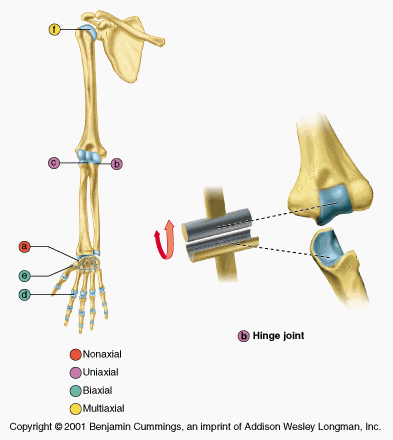 f
c
b
a
e
d
b Hinge joint
Nonaxial
Uniaxial
Biaxial
Multiaxial
Copyright © 2001 Benjamin Cummings, an imprint of Addison Wesley Longman, Inc.